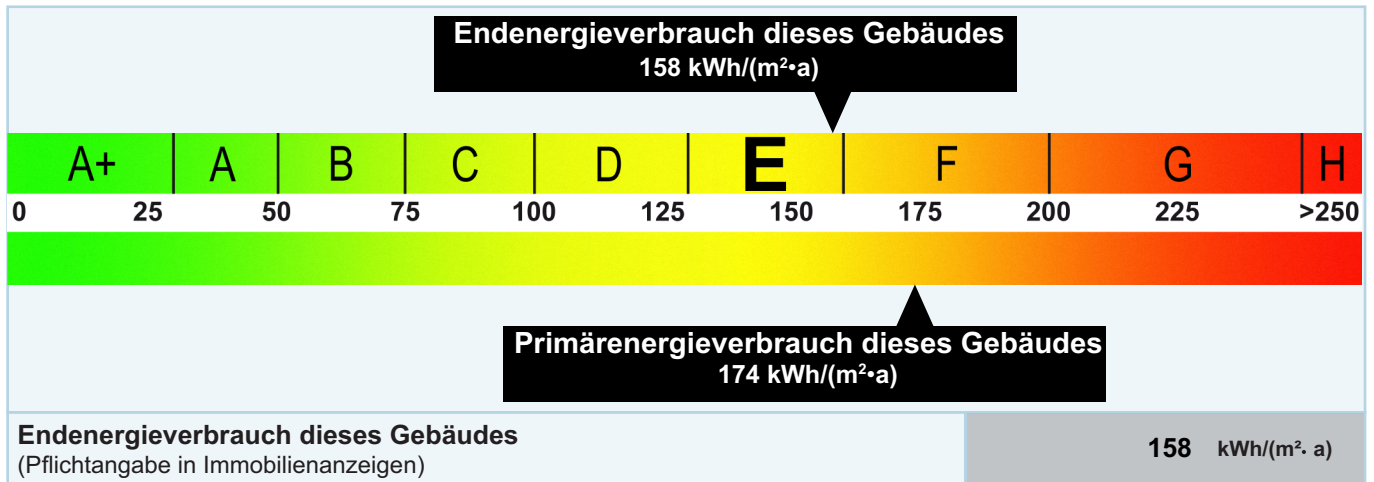 Endenergieverbrauch dieses Gebäudes
158 kWh/(m²•a)
A+ A B C D E F G H
0 25 50 75 100 125 150 175 200 225 >250
Primärenergieverbrauch dieses Gebäudes
174 kWh/(m²•a)
Endenergieverbrauch dieses Gebäudes
(Pflichtangabe in Immobilienanzeigen)
158 kWh/(m²· a)